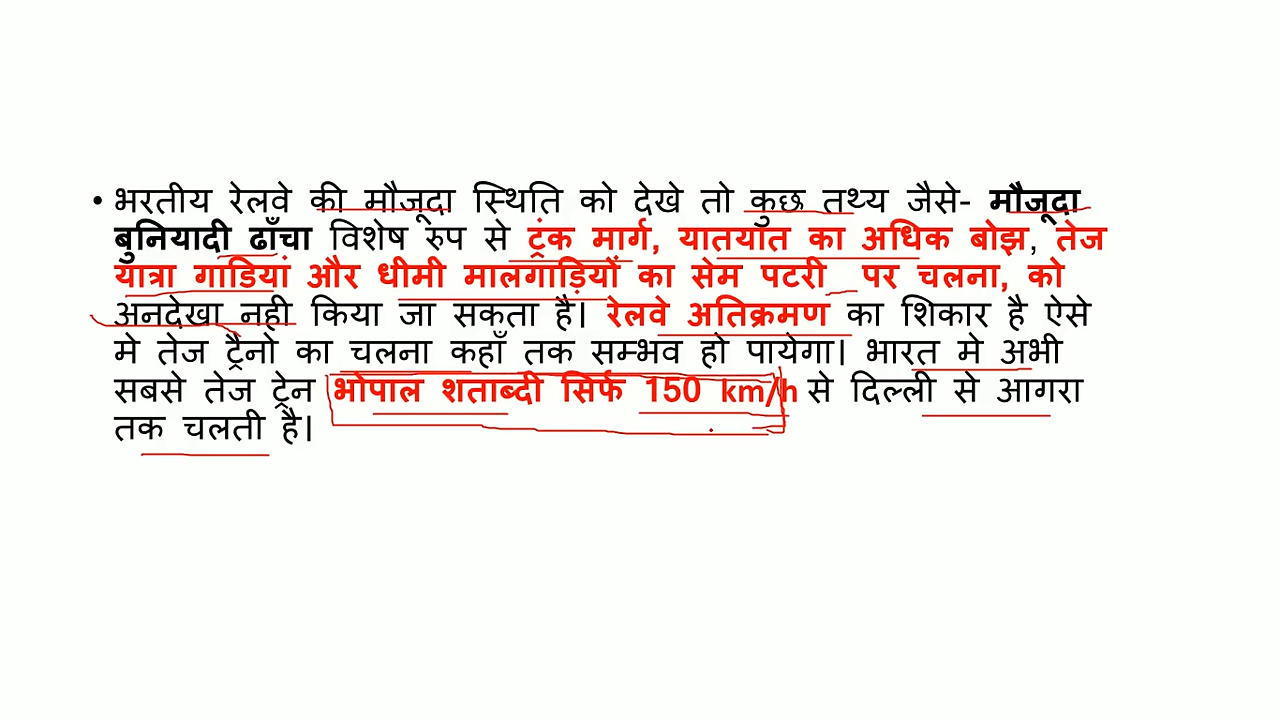 • भरतीय रेलवे की मौजूदा स्थिति को देखे तो कुछ तथ्य जैसे- मौजूदा
बुनियादी ढाँचा विशेष रुप से ट्रंक मार्ग, यातयात का अधिक बोझ, तेज
यात्रा गाडियां और धीमी मालगाड़ियों का सेम पटरी पर चलना, को
अनदेखा नही किया जा सकता है। रेलवे अतिक्रमण का शिकार है ऐसे
मे तेज ट्रैनो का चलना कहाँ तक सम्भव हो पायेगा। भारत मे अभी
सबसे तेज ट्रेन भोपाल शताब्दी सिर्फ 150 km/h से दिल्ली से आगरा
तक चलती है।